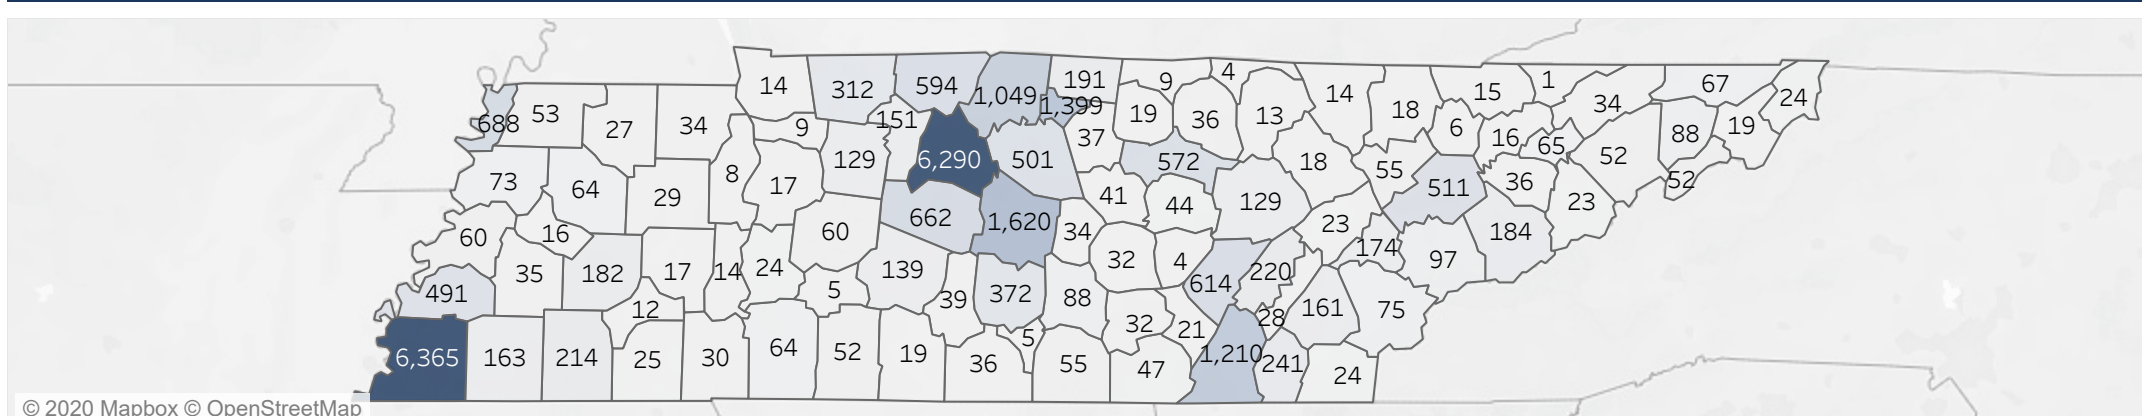 14 312 594 1,049 191 9 4 14 15 1 67
53 688 27 34 9 151 1,399 19 36 13 18 6 34 24
6,290 501 37 16 65 88 19
73 64 29 8 17 129 572 18 55 511 36 52 52
60 16 60 662 1,620 34 41 44 129 23 174 23 184
491 35 182 17 14 24 5 139 39 372 88 32 4 614 220 97
12 32 21 28 161 75
6,365 163 214 25 30 64 52 19 36 5 55 47 1,210 241 24
© 2020 Mapbox © OpenStreetMap